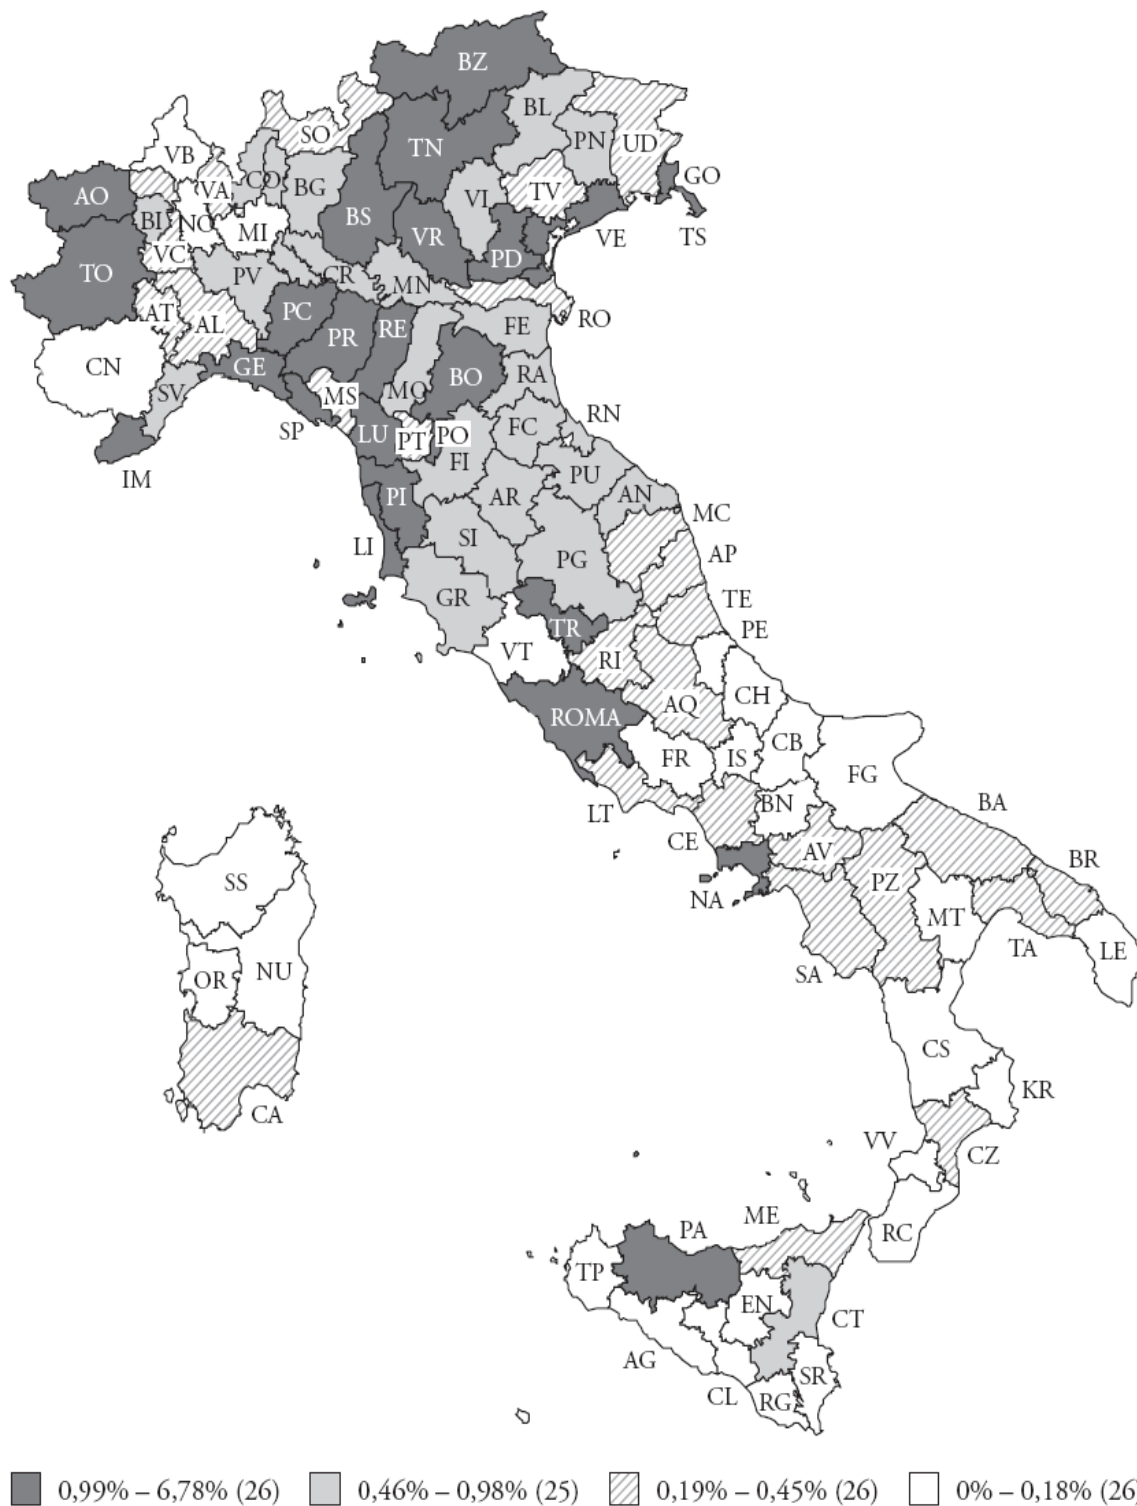 BZ
BL
PN
UD
SO
TN
VB
GO
AO
VA
CO
BG
TV
VI
BI
NO
MI
BS
VR
VE
TS
VC
PD
TO
PV
CR
MN
AT
AL
PC
RO
PR
RE
FE
CN
GE
BO
RA
SV
MS
MO
RN
SP
LU
PT
PO
FC
FI
PU
IM
PI
AR
AN
MC
LI
SI
PG
AP
GR
TE
TR
PE
VT
RI
CH
AQ
ROMA
CB
FR
IS
FG
BN
BA
LT
CE
AV
BR
SS
PZ
NA
MT
LE
TA
OR
NU
SA
CS
KR
CA
VV
CZ
ME
PA
RC
TP
EN
CT
AG
SR
CL
RG
0,99% – 6,78% (26) 0,46% – 0,98% (25) 0,19% – 0,45% (26) 0% – 0,18% (26)